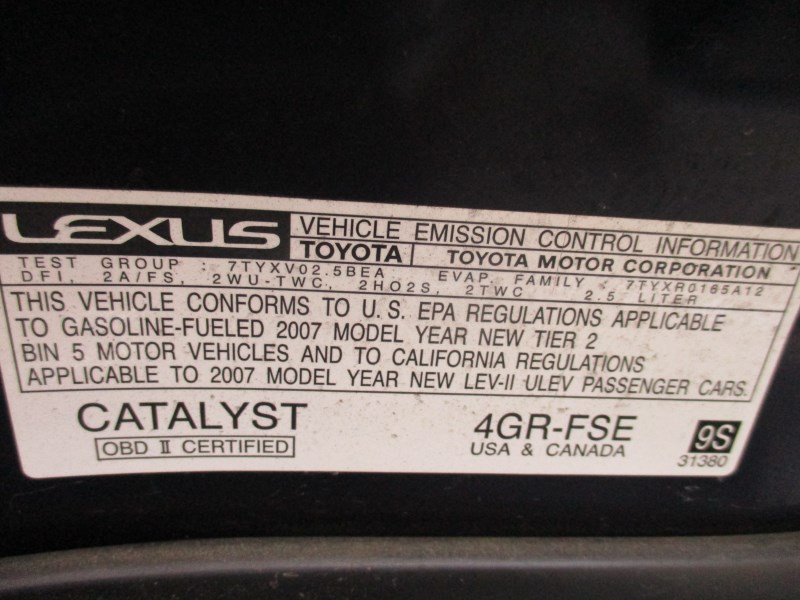 LEXUS VEHICLE EMISSION CONTROL INFORMATION
TOYOTA TOYOTA MOTOR CORPORATION
TEST GROUP : 7TYXV02.5BEA EVAP. FAMILY : 7TYXR0165A12
DFI, 2A/FS, 2WU-TWC, 2HO2S, 2TWC 2.5 LITER
THIS VEHICLE CONFORMS TO U.S. EPA REGULATIONS APPLICABLE
TO GASOLINE-FUELED 2007 MODEL YEAR NEW TIER 2
BIN 5 MOTOR VEHICLES AND TO CALIFORNIA REGULATIONS
APPLICABLE TO 2007 MODEL YEAR NEW LEV-II ULEV PASSENGER CARS.
CATALYST 4GR-FSE 9S
OBD II CERTIFIED USA & CANADA 31380